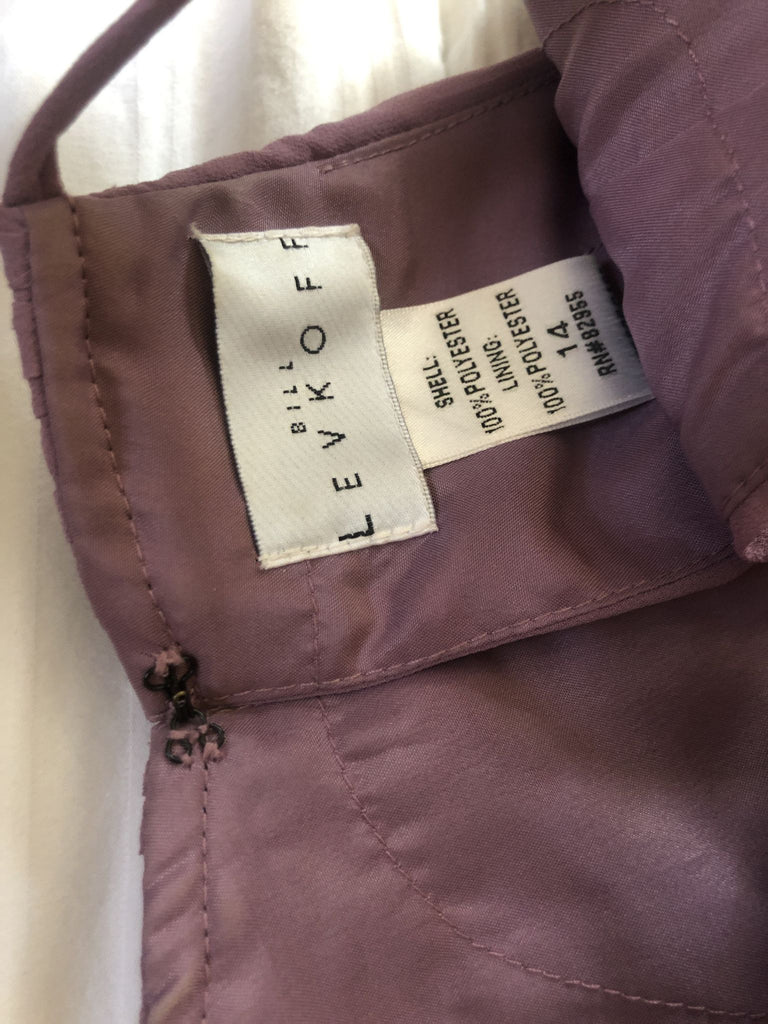 BILL
LEVKOFF
SHELL:
100% POLYESTER
LINING:
100% POLYESTER
14
RN#82955